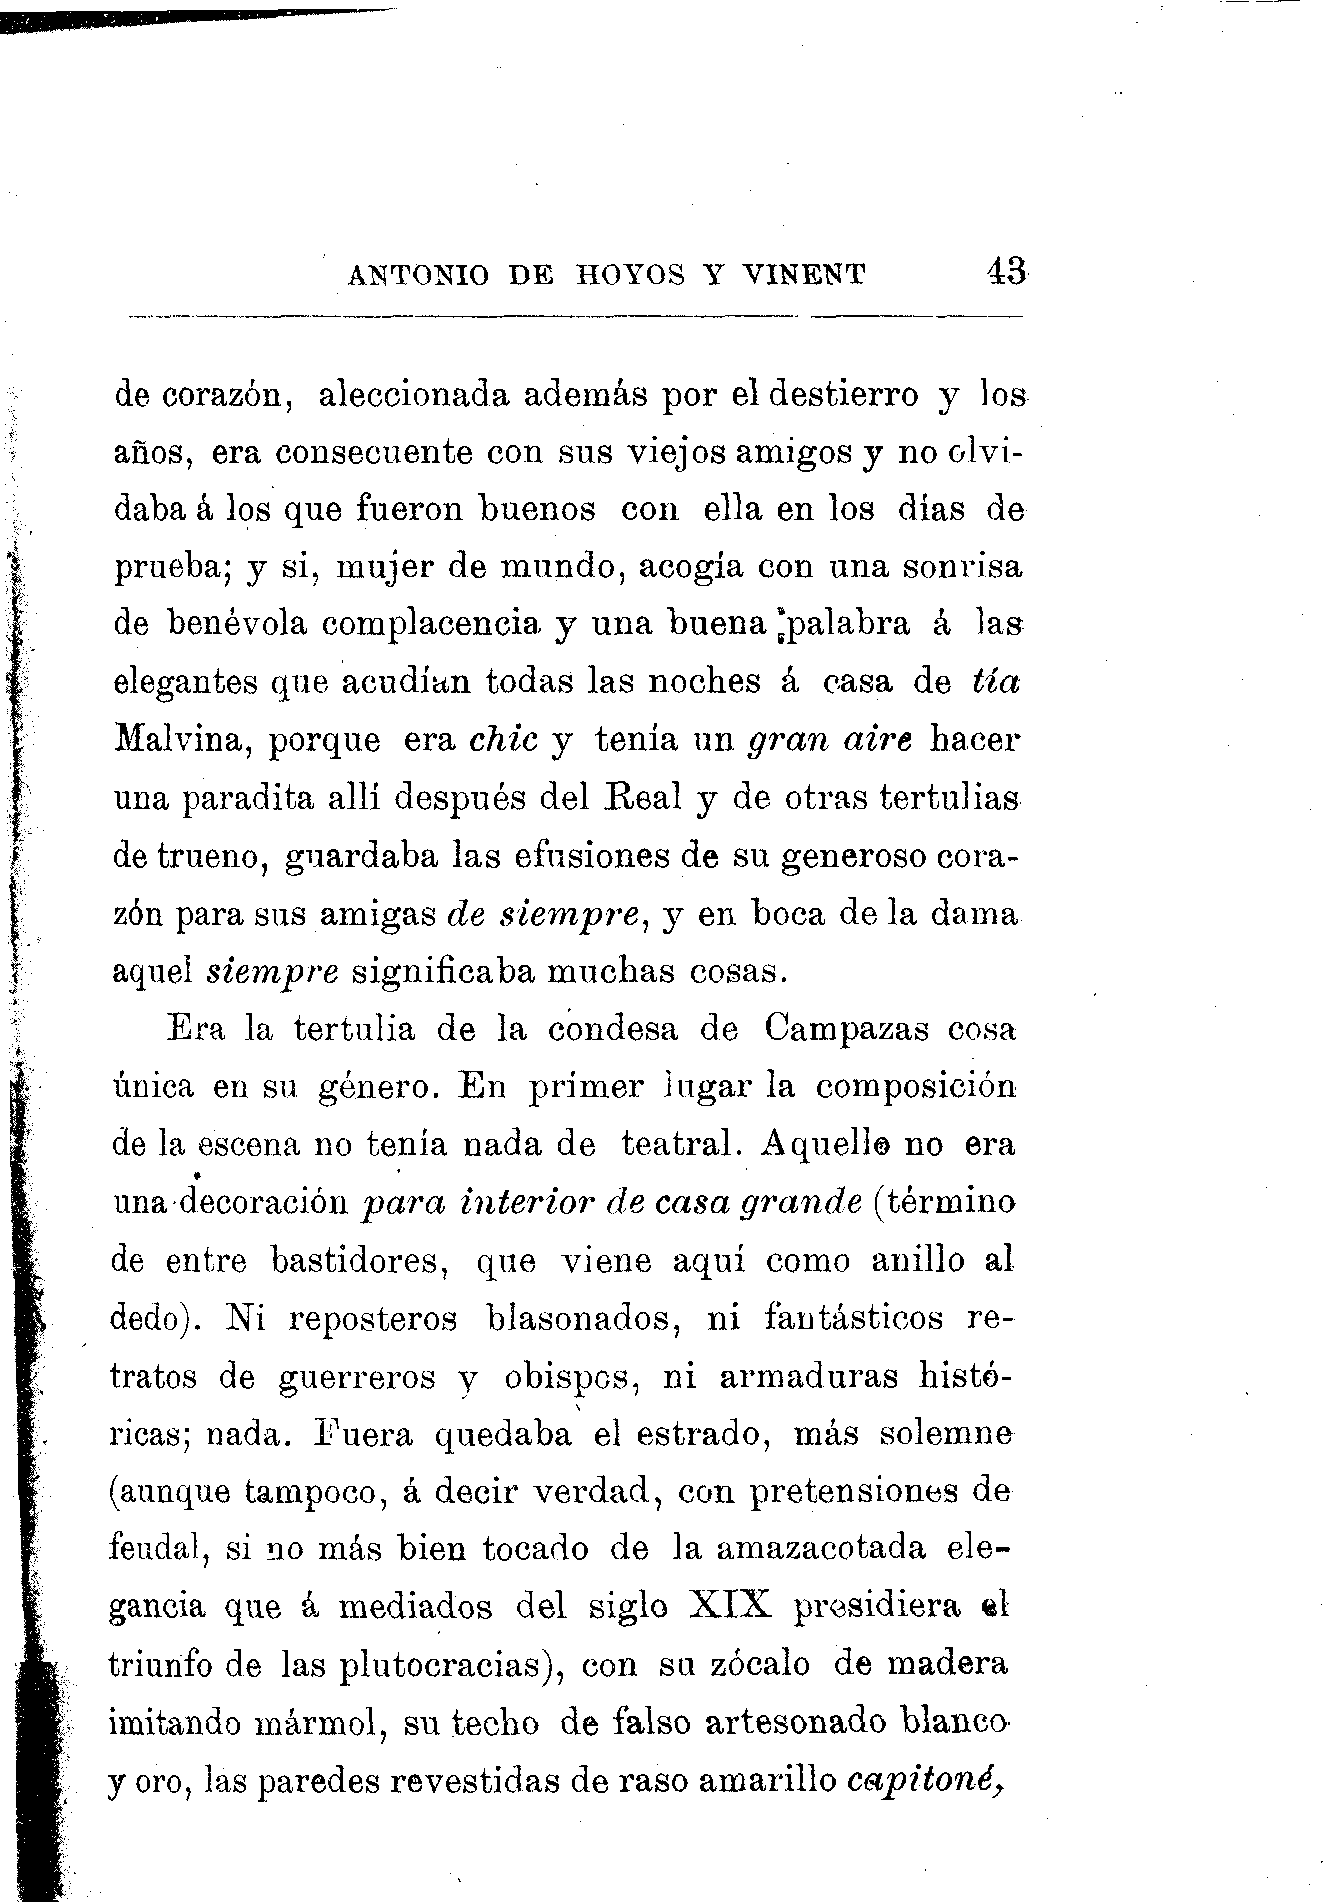 ANTONIO DE HOYOS Y VINENT 43
de corazón, aleccionada además por el destierro y los
años, era consecuente con sus viejos amigos y no olvi-
daba á los que fueron buenos con ella en los días de
prueba; y si, mujer de mundo, acogía con una sonrisa
de benévola complacencia y una buena palabra á las
elegantes que acudían todas las noches á casa de tía
Malvina, porque era chic y tenía un gran aire hacer
una paradita allí después del Real y de otras tertulias
de trueno, guardaba las efusiones de su generoso cora-
zón para sus amigas de siempre, y en boca de la dama
aquel siempre significaba muchas cosas.
Era la tertulia de la condesa de Campazas cosa
única en su género. En primer lugar la composición
de la escena no tenía nada de teatral. Aquello no era
una decoración para interior de casa grande (término
de entre bastidores, que viene aquí como anillo al
dedo). Ni reposteros blasonados, ni fantásticos re-
tratos de guerreros y obispos, ni armaduras histó-
ricas; nada. Fuera quedaba el estrado, más solemne
(aunque tampoco, á decir verdad, con pretensiones de
feudal, si no más bien tocado de la amazacotada ele-
gancia que á mediados del siglo XIX presidiera el
triunfo de las plutocracias), con su zócalo de madera
imitando mármol, su techo de falso artesonado blanco
y oro, las paredes revestidas de raso amarillo capitoné,